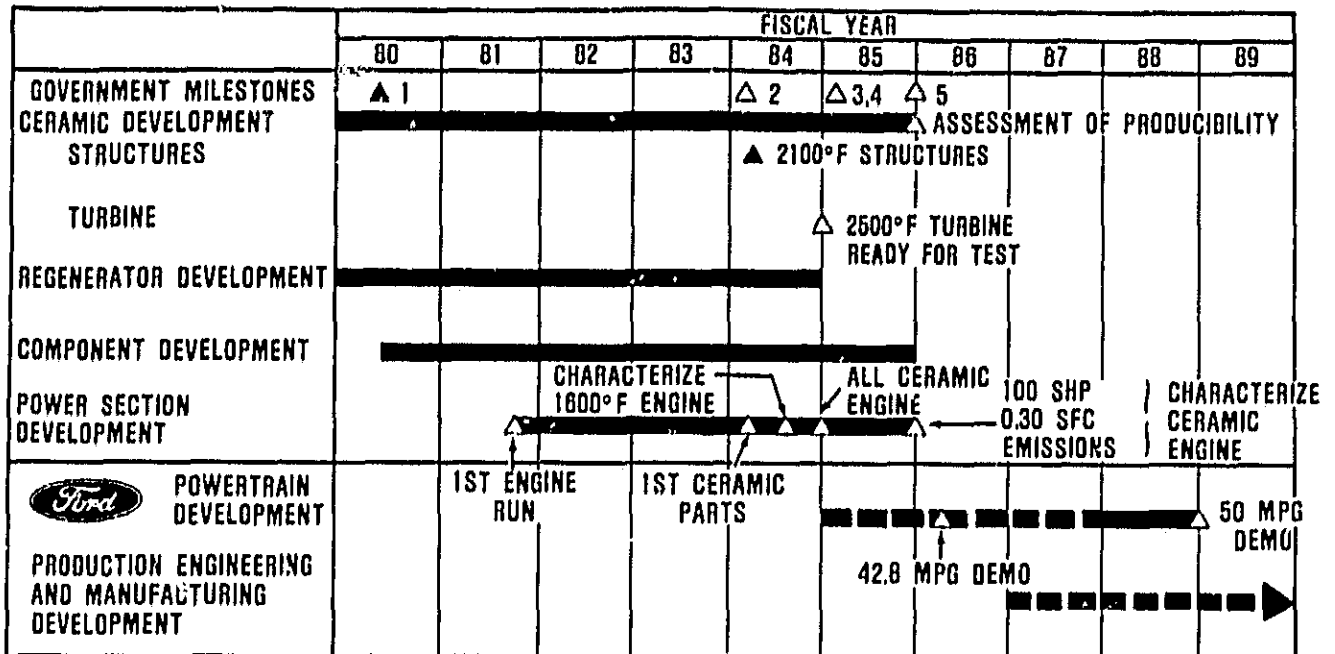 FISCAL YEAR
80 81 82 83 84 85 86 87 88 89
GOVERNMENT MILESTONES 1 2 3,4 5
CERAMIC DEVELOPMENT ASSESSMENT OF PRODUCIBILITY
STRUCTURES 2100°F STRUCTURES
TURBINE 2500°F TURBINE
READY FOR TEST
REGENERATOR DEVELOPMENT
COMPONENT DEVELOPMENT
CHARACTERIZE
1600°F ENGINE
ALL CERAMIC
ENGINE
POWER SECTION
DEVELOPMENT
100 SHP
0.30 SFC
EMISSIONS
CHARACTERIZE
CERAMIC
ENGINE
1ST ENGINE
RUN
1ST CERAMIC
PARTS
Ford
POWERTRAIN
DEVELOPMENT
50 MPG
DEMO
42.8 MPG DEMO
PRODUCTION ENGINEERING
AND MANUFACTURING
DEVELOPMENT